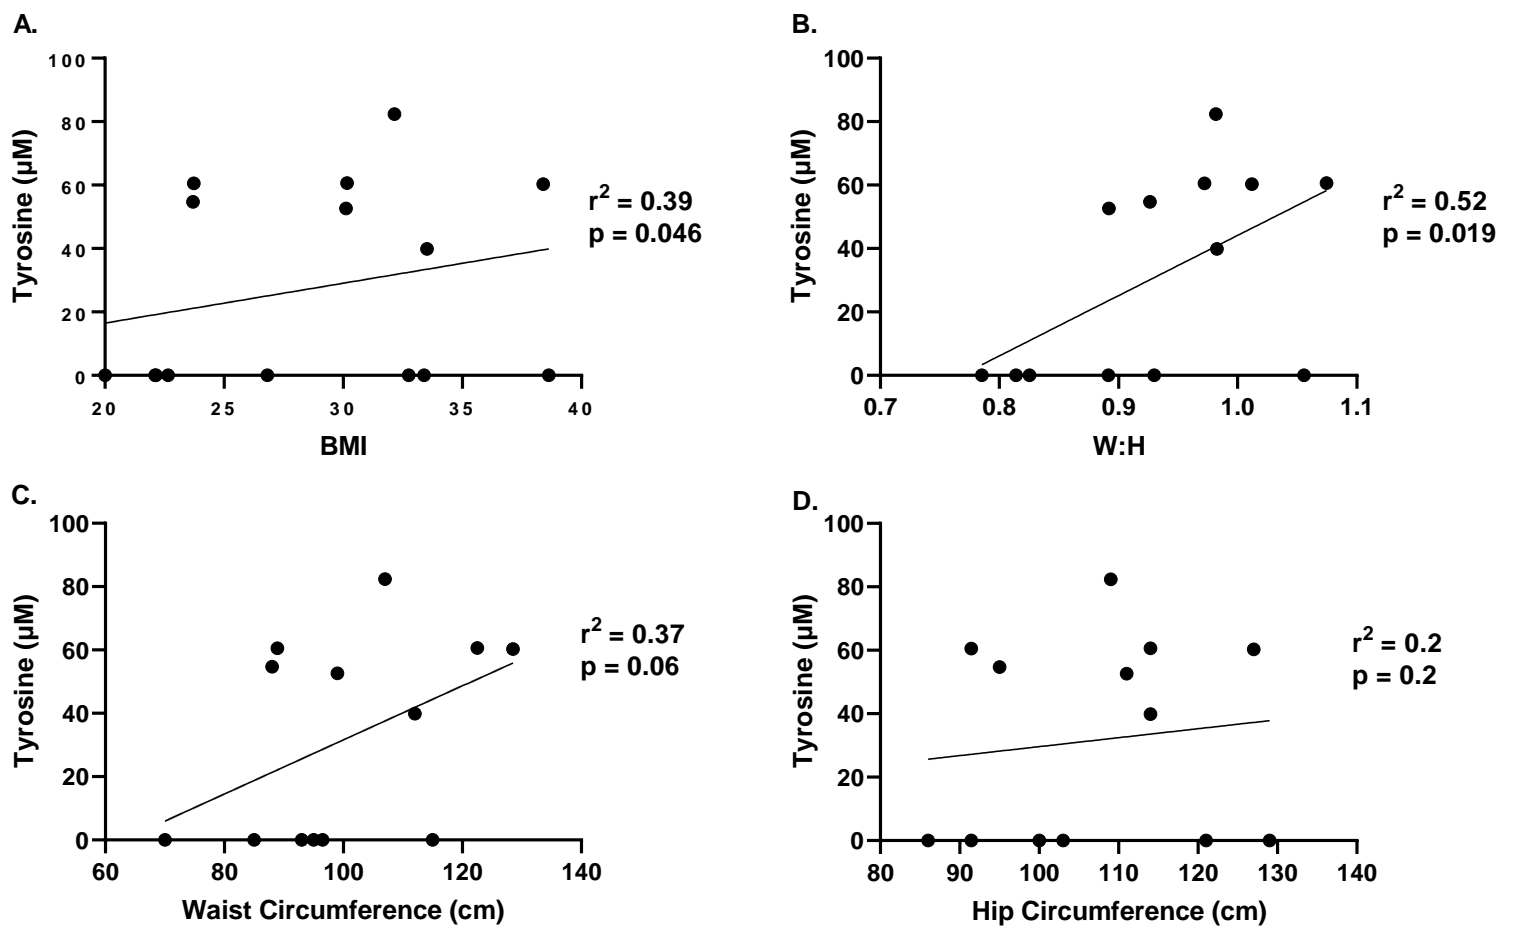 A.
100
80
60
40
20
0
Tyrosine (µM)
20 25 30 35 40
BMI
r2 = 0.39
p = 0.046
B.
100
80
60
40
20
0
Tyrosine (µM)
0.7 0.8 0.9 1.0 1.1
W:H
r2 = 0.52
p = 0.019
C.
100
80
60
40
20
0
Tyrosine (µM)
60 80 100 120 140
Waist Circumference (cm)
r2 = 0.37
p = 0.06
D.
100
80
60
40
20
0
Tyrosine (µM)
80 90 100 110 120 130 140
Hip Circumference (cm)
r2 = 0.2
p = 0.2